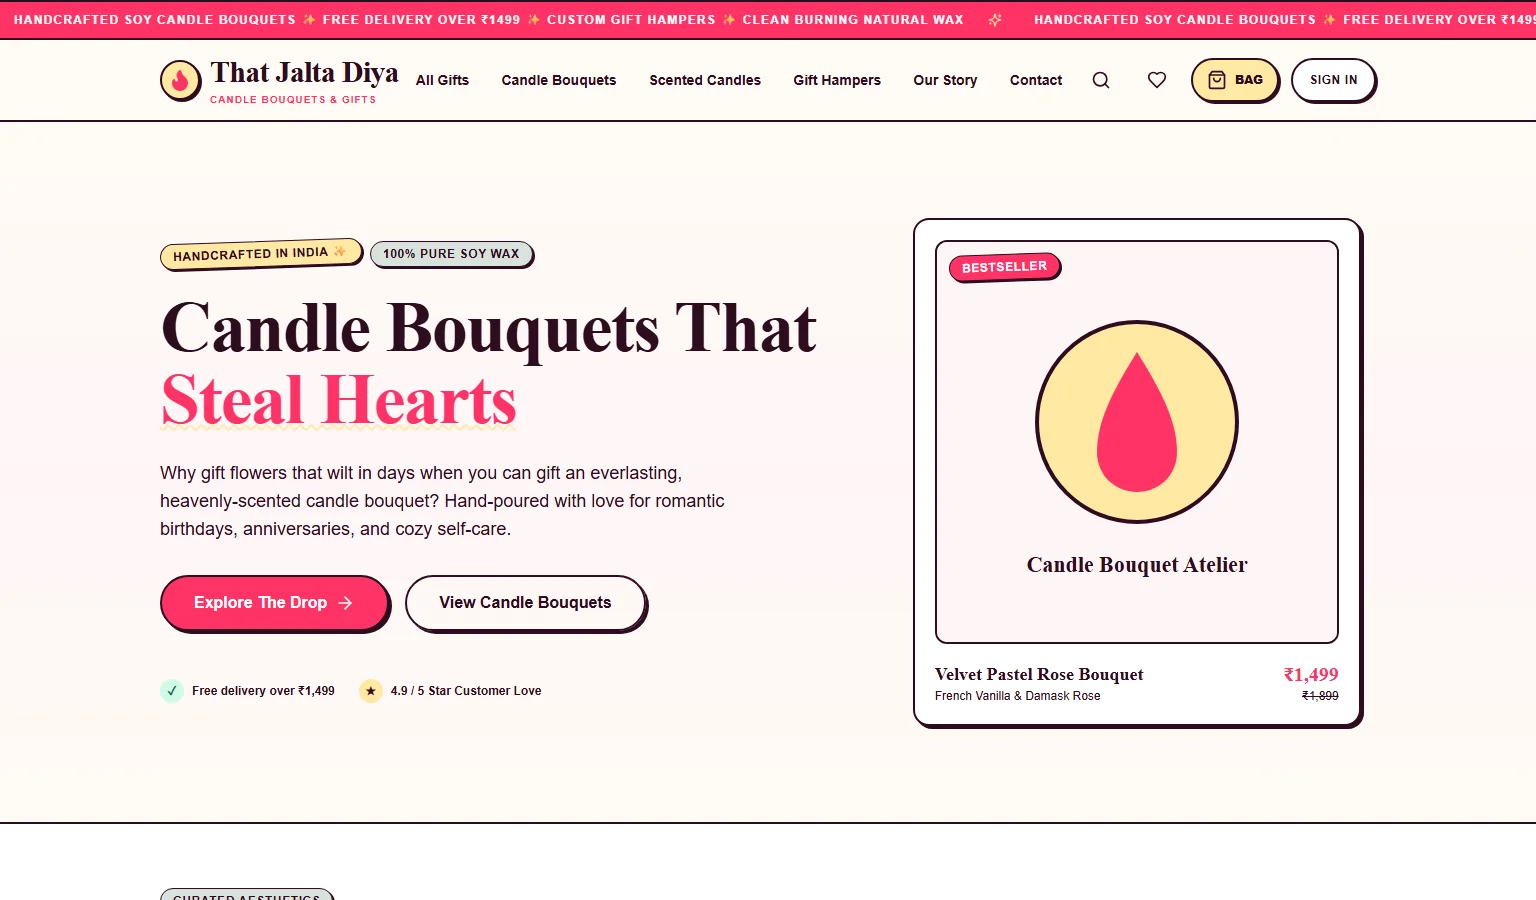 HANDCRAFTED SOY CANDLE BOUQUETS ✨ FREE DELIVERY OVER ₹1499 ✨ CUSTOM GIFT HAMPERS ✨ CLEAN BURNING NATURAL WAX HANDCRAFTED SOY CANDLE BOUQUETS ✨ FREE DELIVERY OVER ₹1499
That Jalta Diya
CANDLE BOUQUETS & GIFTS
All Gifts Candle Bouquets Scented Candles Gift Hampers Our Story Contact BAG SIGN IN
HANDCRAFTED IN INDIA ✨ 100% PURE SOY WAX
Candle Bouquets That
Steal Hearts
Why gift flowers that wilt in days when you can gift an everlasting,
heavenly-scented candle bouquet? Hand-poured with love for romantic
birthdays, anniversaries, and cozy self-care.
Explore The Drop → View Candle Bouquets
✓ Free delivery over ₹1,499 ★ 4.9 / 5 Star Customer Love
BESTSELLER
Candle Bouquet Atelier
Velvet Pastel Rose Bouquet ₹1,499
French Vanilla & Damask Rose ₹1,899
CURATED AESTHETICS